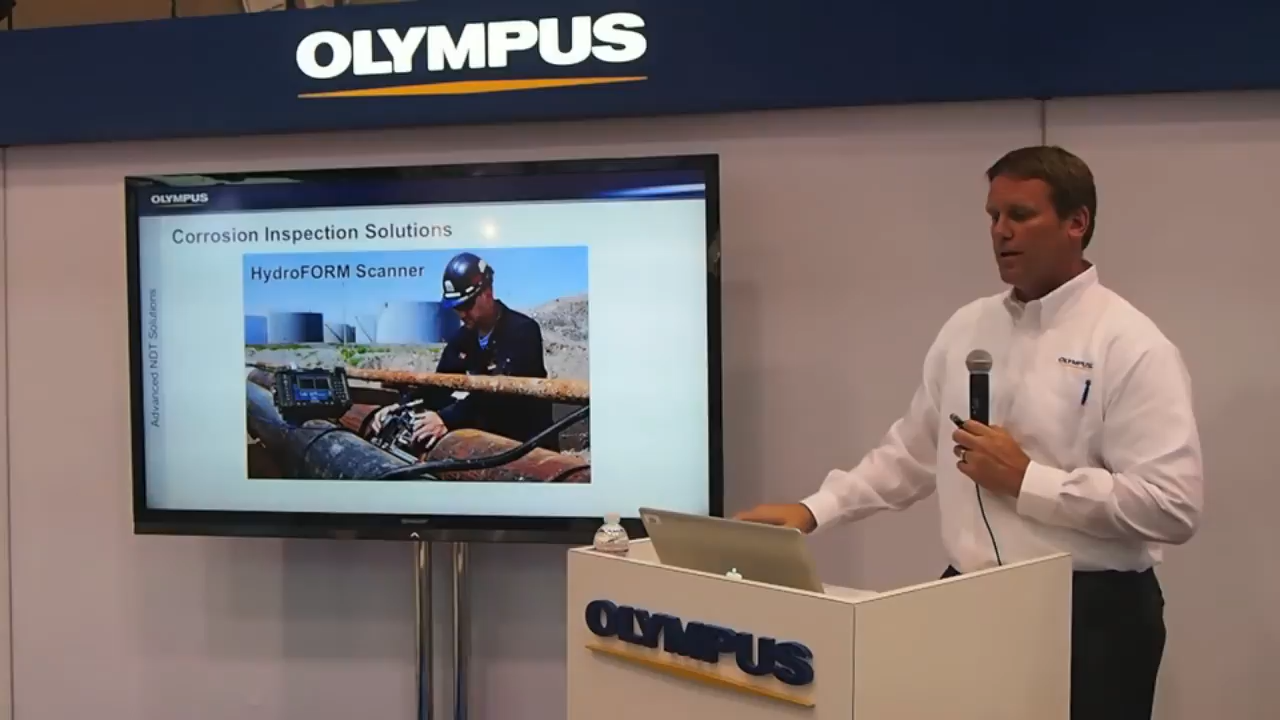 OLYMPUS
OLYMPUS
Corrosion Inspection Solutions
HydroFORM Scanner
Advanced NDT Solutions
OLYMPUS
OLYMPUS